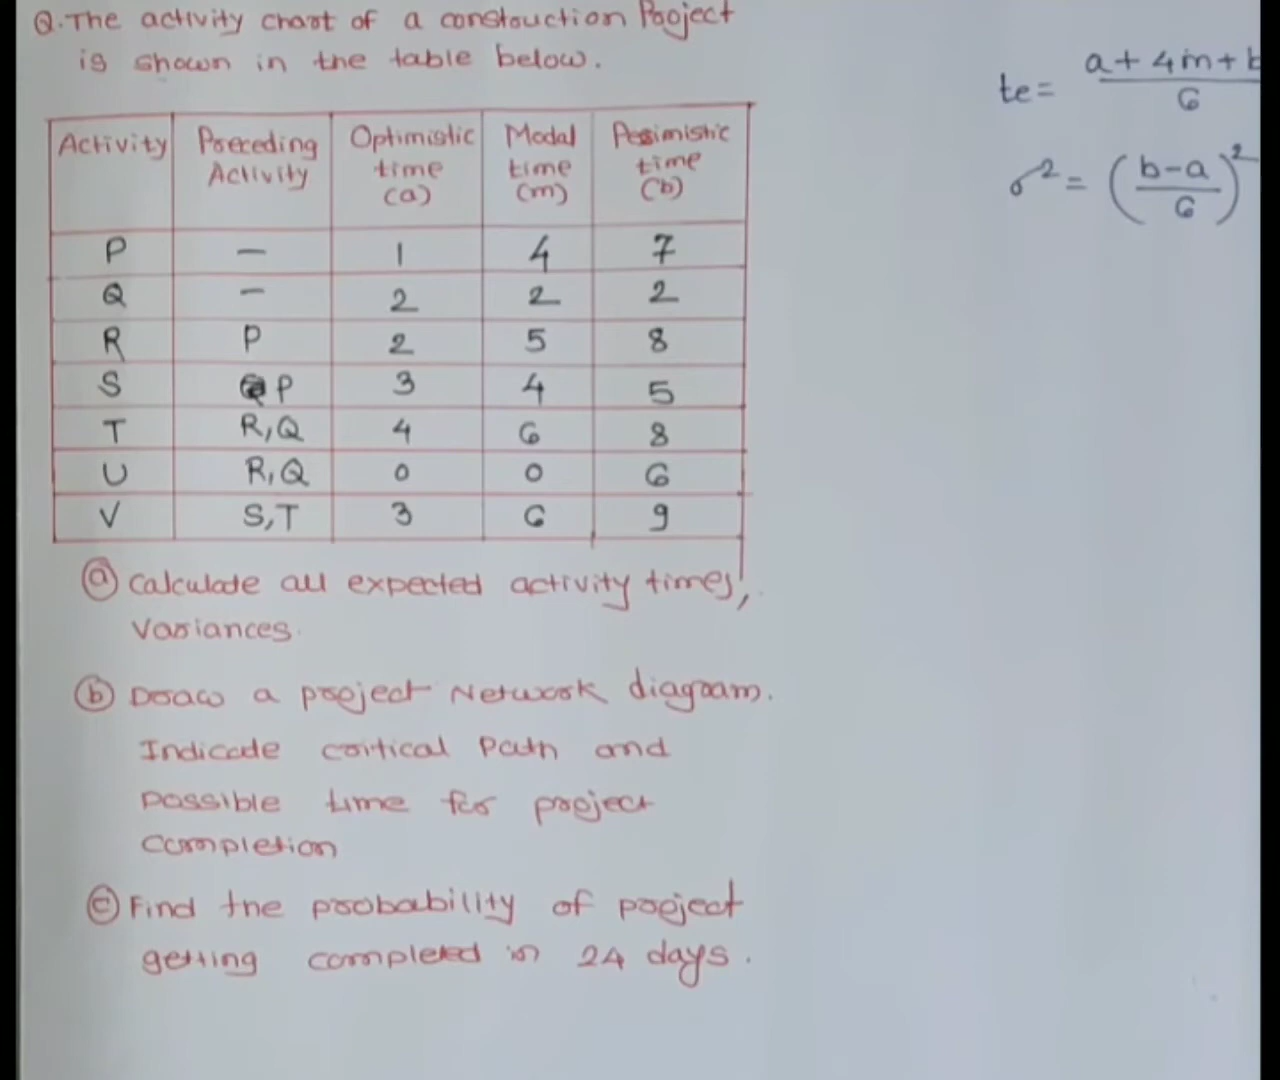 Q. The activity chart of a construction Project
is shown in the table below.
te = a + 4m + b / 6
σ² = (b-a / 6)²
Activity Preceding Activity Optimistic time (a) Modal time (m) Pessimistic time (b)
P — 1 4 7
Q — 2 2 2
R P 2 5 8
S P 3 4 5
T R,Q 4 6 8
U R,Q 0 0 6
V S,T 3 6 9
(a) Calculate all expected activity times,
Variances.
(b) Draw a project Network diagram.
Indicate critical Path and
possible time for project
completion
(c) Find the probability of project
getting completed in 24 days.